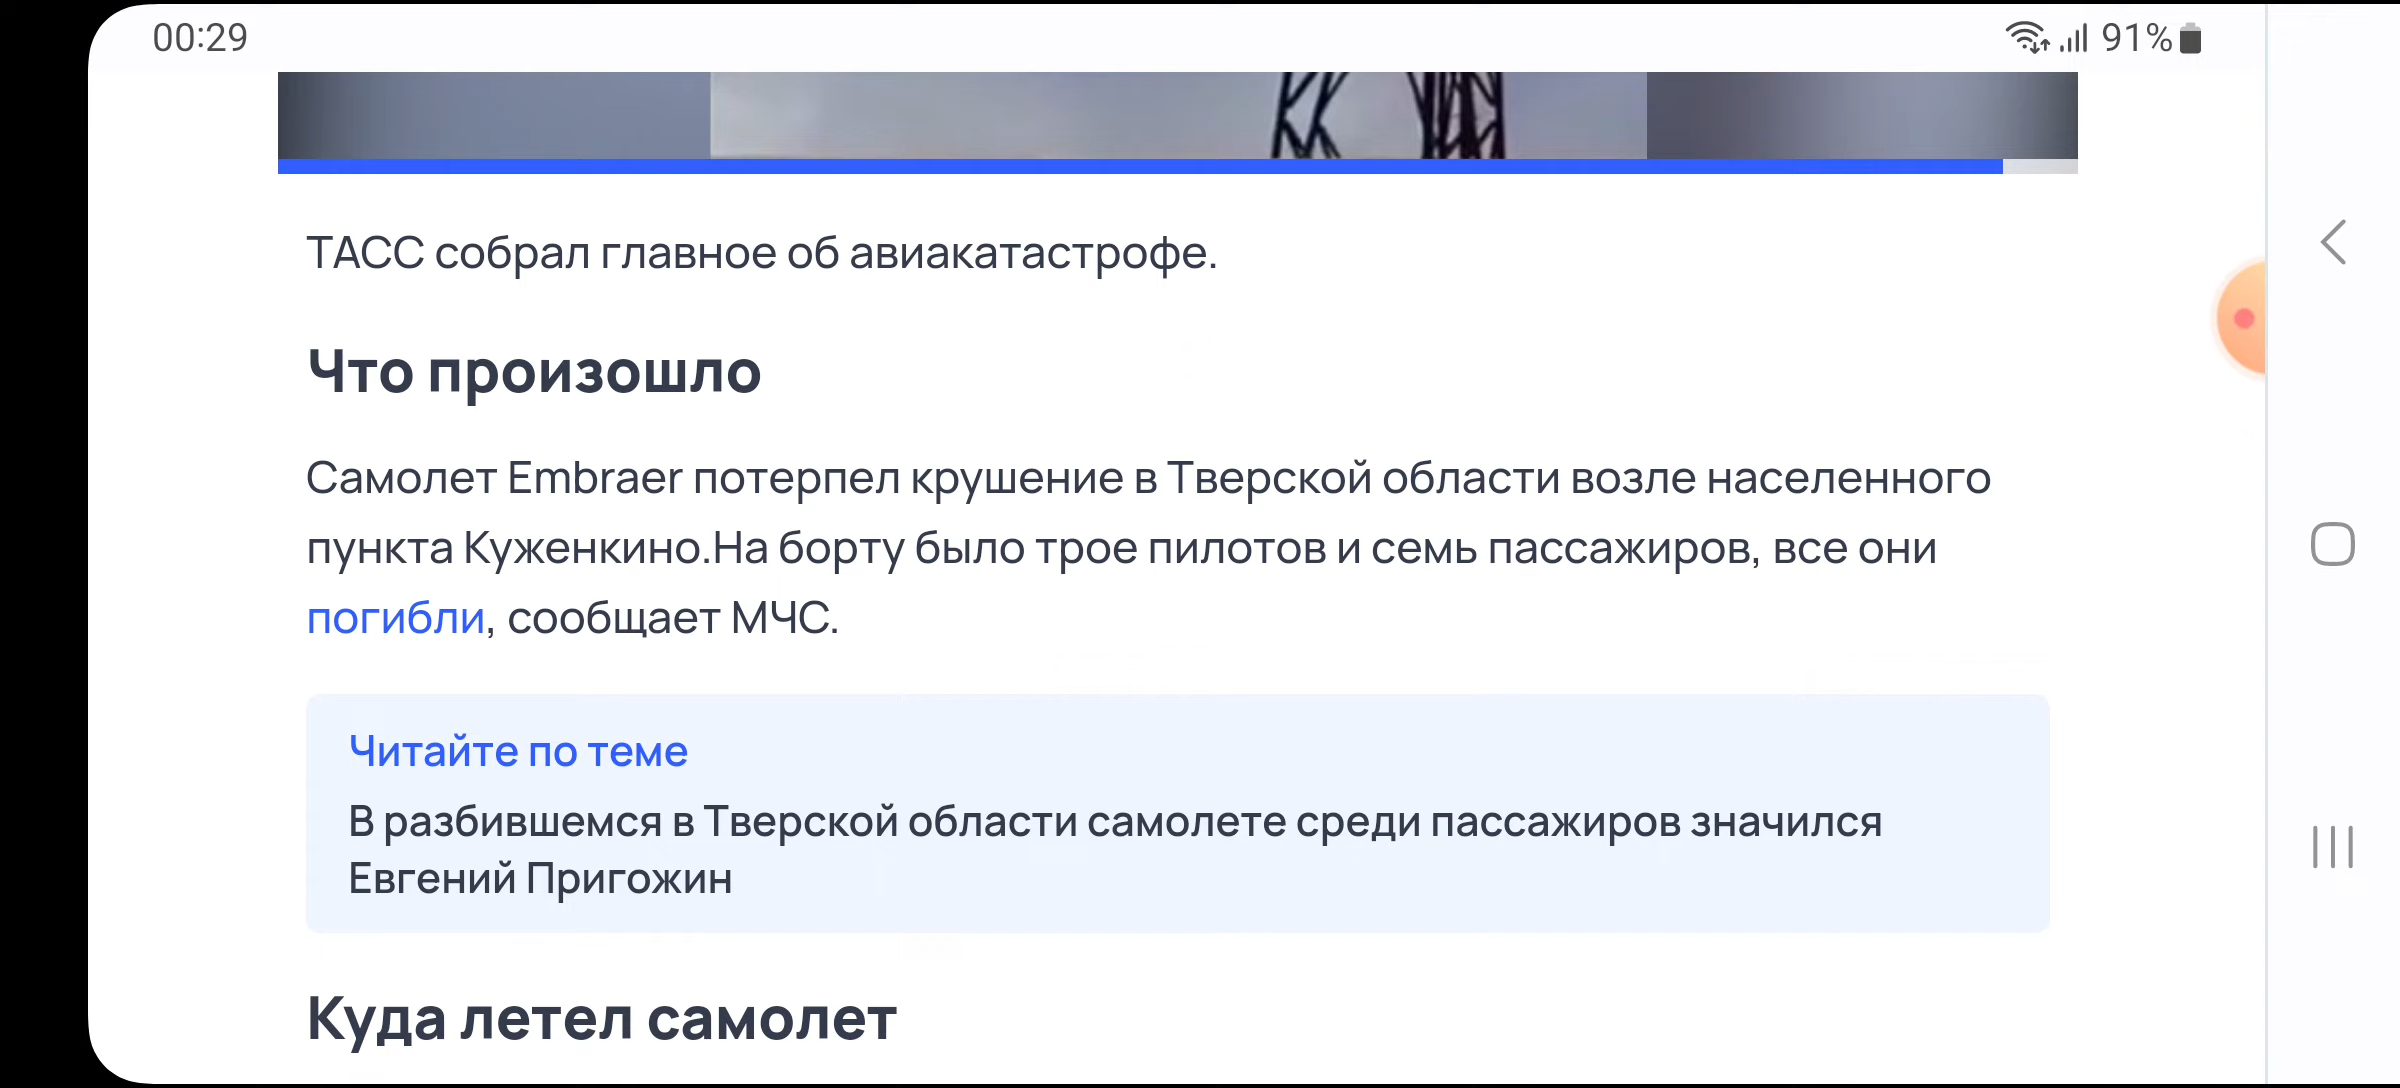 00:29
91%
ТАСС собрал главное об авиакатастрофе.
Что произошло
Самолет Embraer потерпел крушение в Тверской области возле населенного
пункта Куженкино.На борту было трое пилотов и семь пассажиров, все они
погибли, сообщает МЧС.
Читайте по теме
В разбившемся в Тверской области самолете среди пассажиров значился
Евгений Пригожин
Куда летел самолет